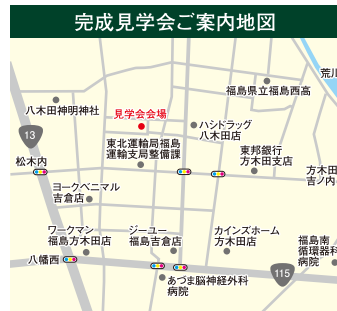 完成見学会ご案内地図
荒川
福島県立福島西高
八木田神明神社
見学会会場
ハシドラッグ
八木田店
13
東北運輸局福島
運輸支局整備課
東邦銀行
方木田支店
松木内
方木田
吉ノ内
ヨークベニマル
吉倉店
ワークマン
福島方木田店
ジーユー
福島吉倉店
カインズホーム
方木田店
福島南
循環器科
病院
八幡西
115
あづま脳神経外科
病院